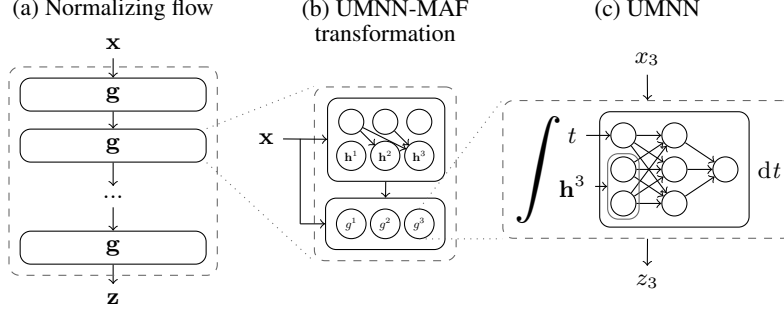 (a) Normalizing flow
x
g
g
...
g
z
(b) UMNN-MAF
transformation
x
h¹ h² h³
g¹ g² g³
(c) UMNN
x₃
∫ t dt
h³
z₃